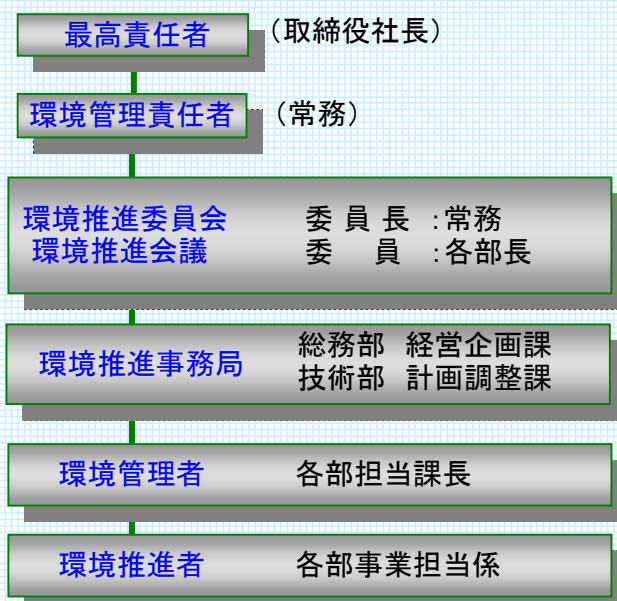 最高責任者 (取締役社長)
環境管理責任者 (常務)
環境推進委員会 委員長:常務
環境推進会議 委 員:各部長
環境推進事務局 総務部 経営企画課
技術部 計画調整課
環境管理者 各部担当課長
環境推進者 各部事業担当係